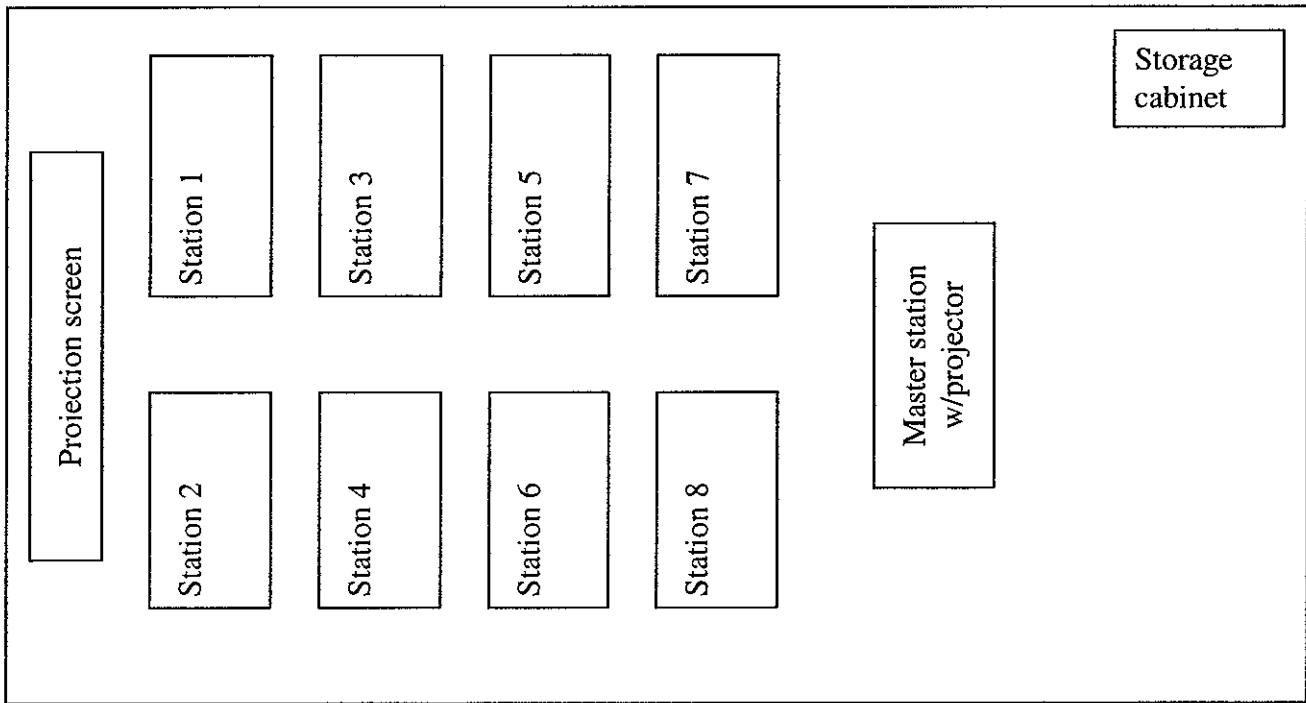 Projection screen
Station 1
Station 3
Station 5
Station 7
Station 2
Station 4
Station 6
Station 8
Master station
w/projector
Storage
cabinet